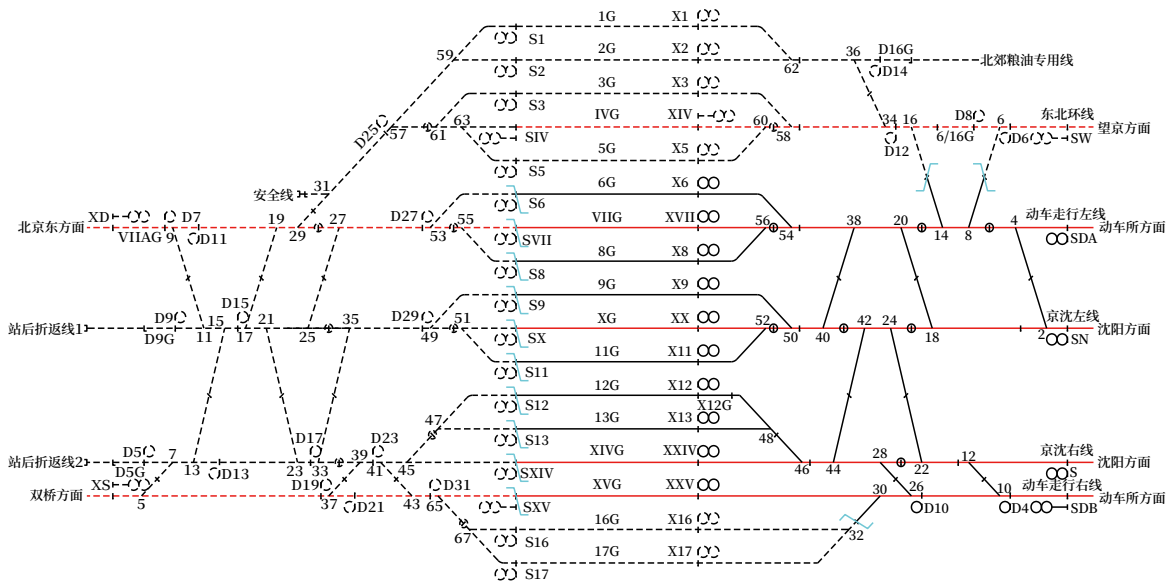 1G X1
S1
2G X2 36 D16G
59 62 D14 北郊粮油专用线
S2
3G X3
S3
IVG XIV 60 34 16 D8 6 东北环线
D25 57 61 63 SIV 58 D12 6/16G D6 SW 望京方面
5G X5
S5
6G X6
安全线 31
S6
XD D7 19 27 D27 55 VIIG XVII 56 38 20 4 动车走行左线
北京东方面 VIIAG 9 D11 29 53 SVII 54 14 8 SDA 动车所方面
8G X8
S8
9G X9
S9
D9 15 D15 21 35 D29 51 XG XX 52 42 24 京沈左线
站后折返线1 D9G 11 17 25 49 SX 50 40 18 2 SN 沈阳方面
11G X11
S11
12G X12
S12 X12G
47 13G X13
S13 48
D5 7 D17 39 D23 XIVG XXIV 28 12 京沈右线
站后折返线2 D5G 13 D13 23 33 41 45 SXIV 46 44 22 S 沈阳方面
XS D19 D31 XVG XXV 30 26 10 动车走行右线
双桥方面 5 37 D21 43 65 SXV D10 D4 SDB 动车所方面
16G X16
67 S16 32
17G X17
S17